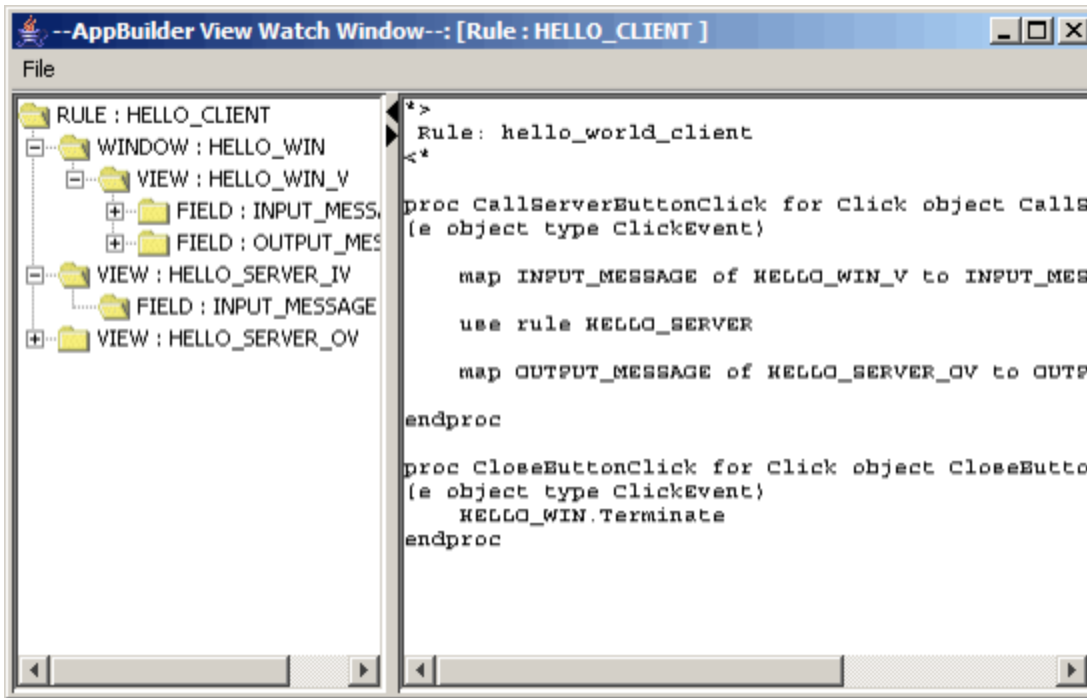 --AppBuilder View Watch Window--: [Rule : HELLO_CLIENT ]
File
RULE : HELLO_CLIENT
WINDOW : HELLO_WIN
VIEW : HELLO_WIN_V
FIELD : INPUT_MESS
FIELD : OUTPUT_MES
VIEW : HELLO_SERVER_IV
FIELD : INPUT_MESSAGE
VIEW : HELLO_SERVER_OV
*>
Rule: hello_world_client
<*
proc CallServerButtonClick for Click object CallS
(e object type ClickEvent)
map INPUT_MESSAGE of HELLO_WIN_V to INPUT_MES
use rule HELLO_SERVER
map OUTPUT_MESSAGE of HELLO_SERVER_OV to OUTP
endproc
proc CloseButtonClick for Click object CloseButto
(e object type ClickEvent)
HELLO_WIN.Terminate
endproc